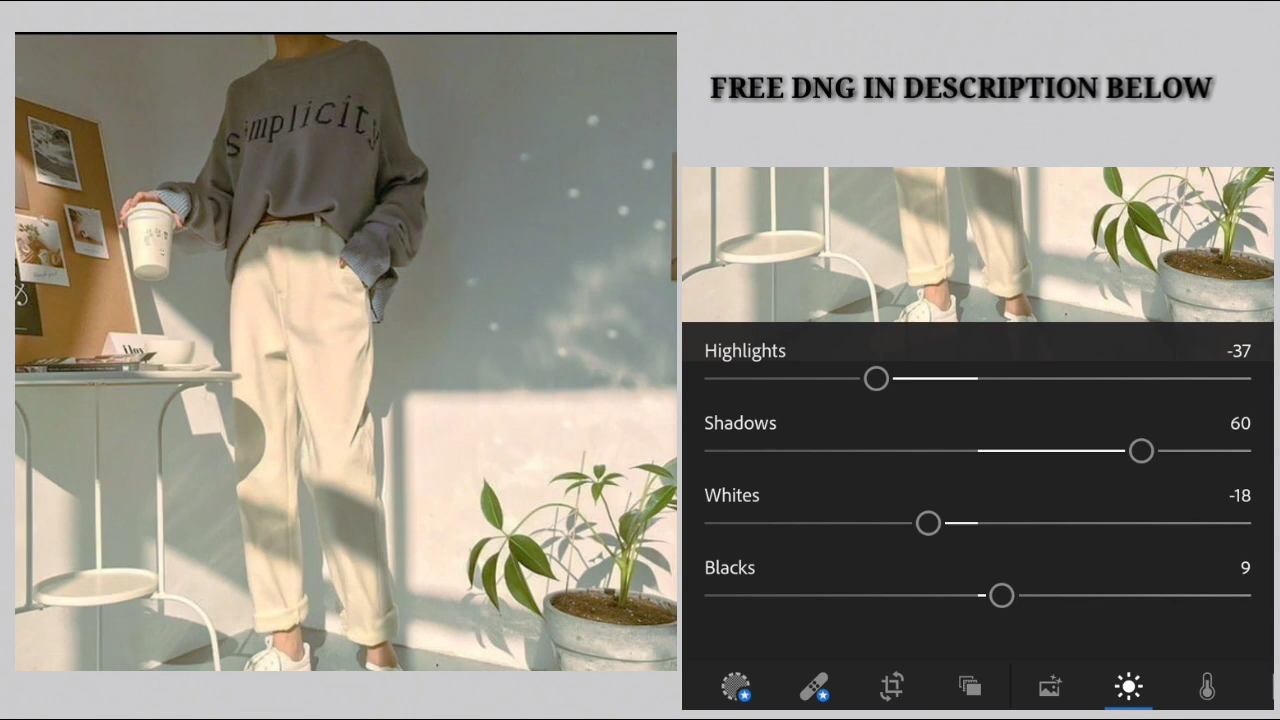 simplicity
FREE DNG IN DESCRIPTION BELOW
Highlights -37
Shadows 60
Whites -18
Blacks 9